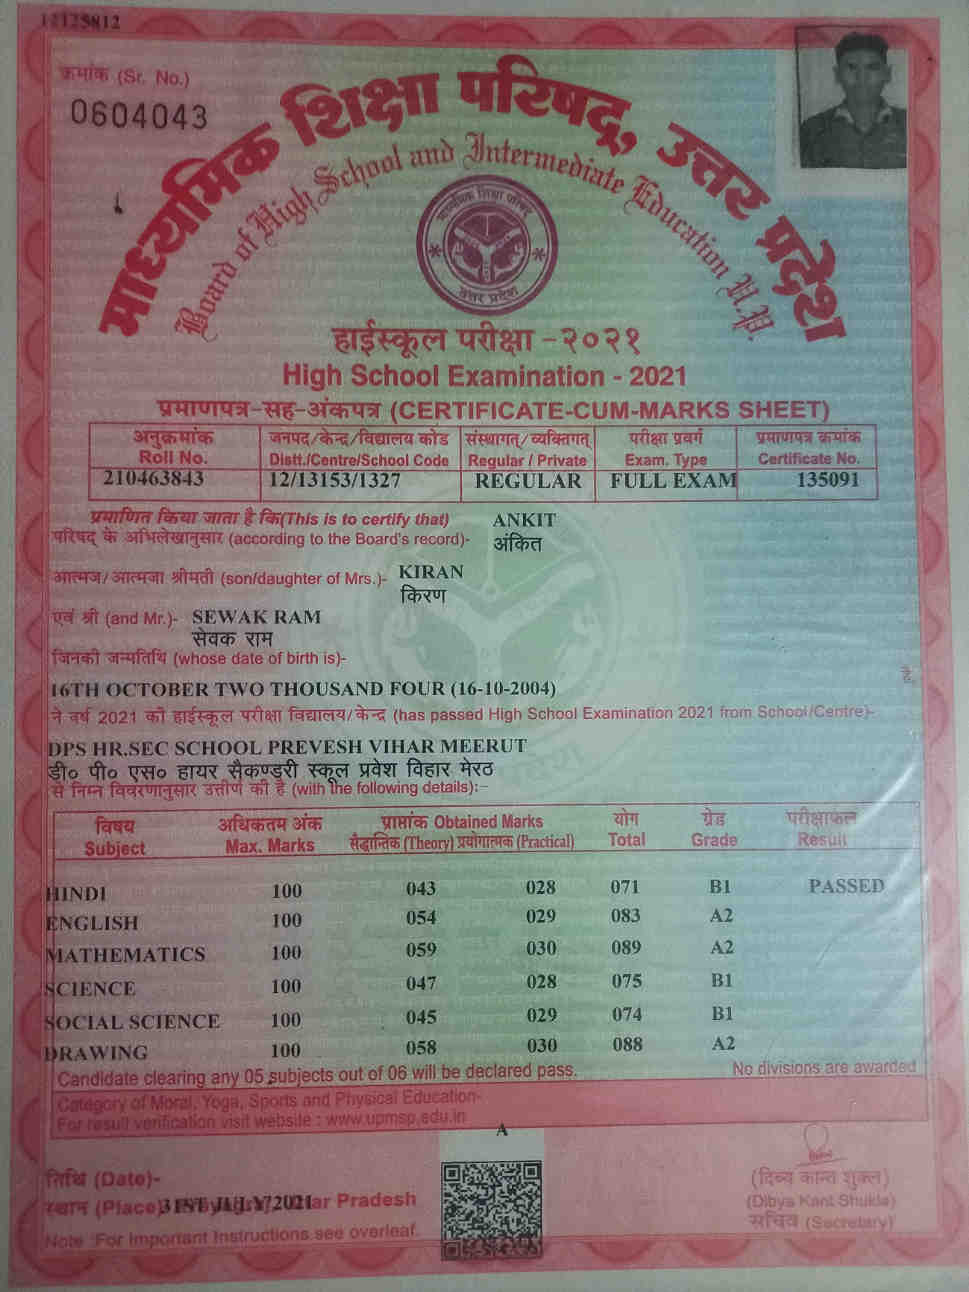 12125812
क्रमांक (Sr. No.)
0604043
माध्यमिक शिक्षा परिषद्, उत्तर प्रदेश
Board of High School and Intermediate Education U.P.
माध्यमिक शिक्षा परिषद्
उत्तर प्रदेश
हाईस्कूल परीक्षा - २०२१
High School Examination - 2021
प्रमाणपत्र-सह-अंकपत्र (CERTIFICATE-CUM-MARKS SHEET)
अनुक्रमांक जनपद/केन्द्र/विद्यालय कोड संस्थागत्/व्यक्तिगत् परीक्षा प्रवर्ग प्रमाणपत्र क्रमांक
Roll No. Distt./Centre/School Code Regular / Private Exam. Type Certificate No.
210463843 12/13153/1327 REGULAR FULL EXAM 135091
प्रमाणित किया जाता है कि(This is to certify that) ANKIT
परिषद् के अभिलेखानुसार (according to the Board's record)- अंकित
आत्मज/आत्मजा श्रीमती (son/daughter of Mrs.)- KIRAN
किरण
एवं श्री (and Mr.)- SEWAK RAM
सेवक राम
जिनकी जन्मतिथि (whose date of birth is)-
है,
16TH OCTOBER TWO THOUSAND FOUR (16-10-2004)
ने वर्ष 2021 की हाईस्कूल परीक्षा विद्यालय/केन्द्र (has passed High School Examination 2021 from School/Centre)-
DPS HR.SEC SCHOOL PREVESH VIHAR MEERUT
डी० पी० एस० हायर सैकण्डरी स्कूल प्रवेश विहार मेरठ
से निम्न विवरणानुसार उत्तीर्ण की है (with the following details):-
विषय अधिकतम अंक प्राप्तांक Obtained Marks योग ग्रेड परीक्षाफल
Subject Max. Marks सैद्धान्तिक (Theory) प्रयोगात्मक (Practical) Total Grade Result
HINDI 100 043 028 071 B1 PASSED
ENGLISH 100 054 029 083 A2
MATHEMATICS 100 059 030 089 A2
SCIENCE 100 047 028 075 B1
SOCIAL SCIENCE 100 045 029 074 B1
DRAWING 100 058 030 088 A2
Candidate clearing any 05 subjects out of 06 will be declared pass. No divisions are awarded
Category of Moral, Yoga, Sports and Physical Education-
For result verification visit website : www.upmsp.edu.in
A
तिथि (Date)-
स्थान (Place) 31ST JULY 2021 Pradesh
Note :For Important Instructions see overleaf.
(दिव्य कान्त शुक्ल)
(Dibya Kant Shukla)
सचिव (Secretary)